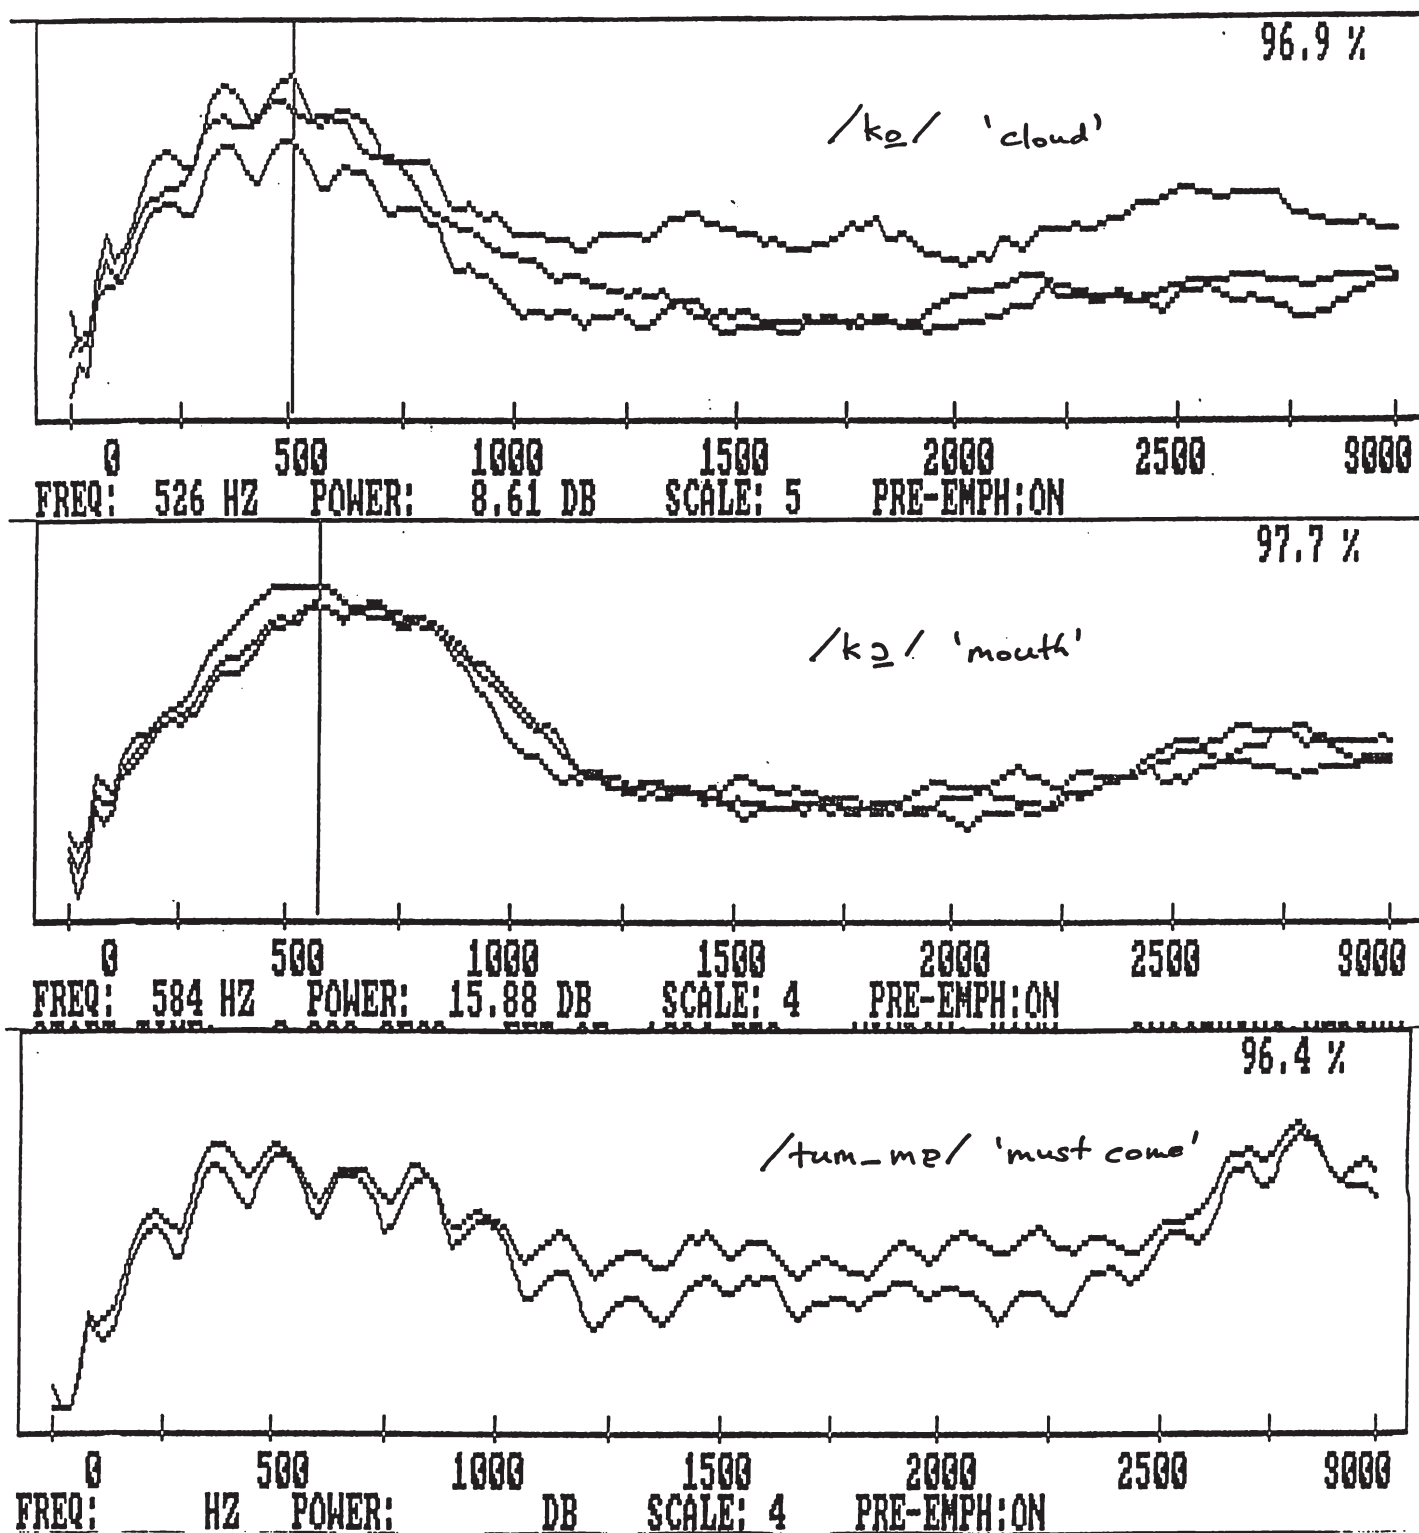 96.9 %
/ko̲/ 'cloud'
0 500 1000 1500 2000 2500 3000
FREQ: 526 HZ POWER: 8.61 DB SCALE: 5 PRE-EMPH:ON
97.7 %
/kɔ̲/ 'mouth'
0 500 1000 1500 2000 2500 3000
FREQ: 584 HZ POWER: 15.88 DB SCALE: 4 PRE-EMPH:ON
96.4 %
/tum_me/ 'must come'
0 500 1000 1500 2000 2500 3000
FREQ: HZ POWER: DB SCALE: 4 PRE-EMPH:ON